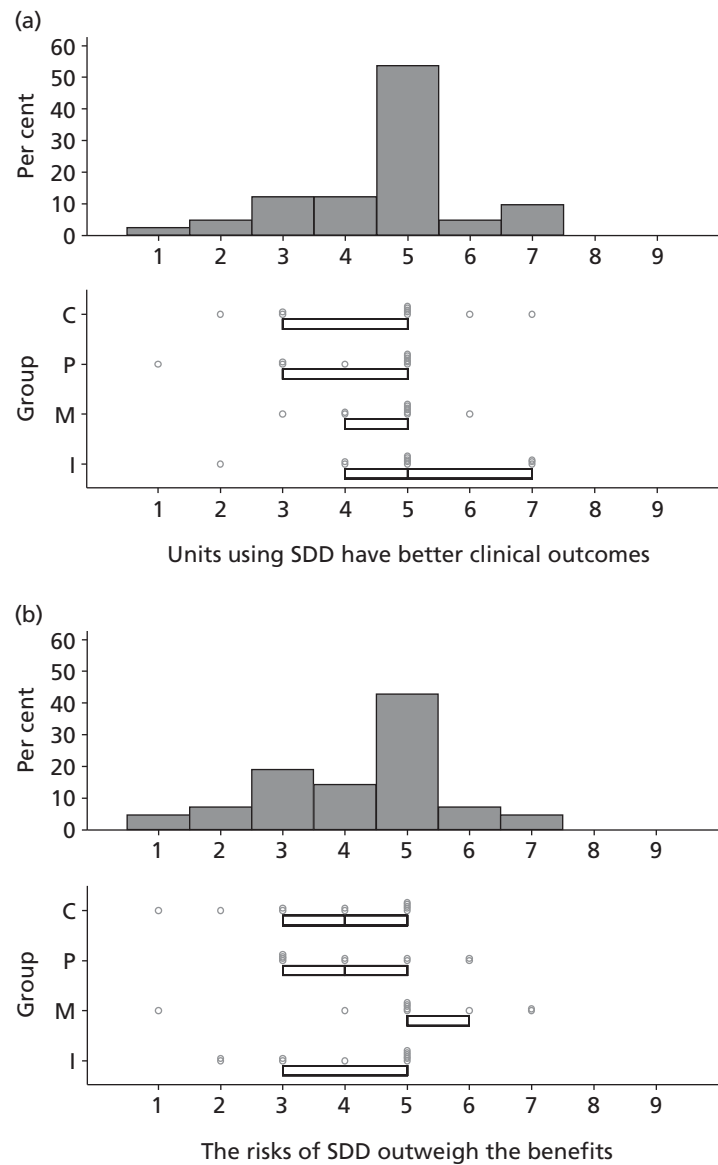 (a)
60
50
40
30
20
10
0
Per cent
1 2 3 4 5 6 7 8 9
C
P
M
I
Group
1 2 3 4 5 6 7 8 9
Units using SDD have better clinical outcomes
(b)
60
50
40
30
20
10
0
Per cent
1 2 3 4 5 6 7 8 9
C
P
M
I
Group
1 2 3 4 5 6 7 8 9
The risks of SDD outweigh the benefits